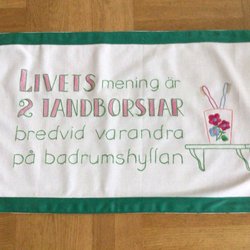 LIVETS mening är
2 TANDBORSTAR
bredvid varandra
på badrumshyllan